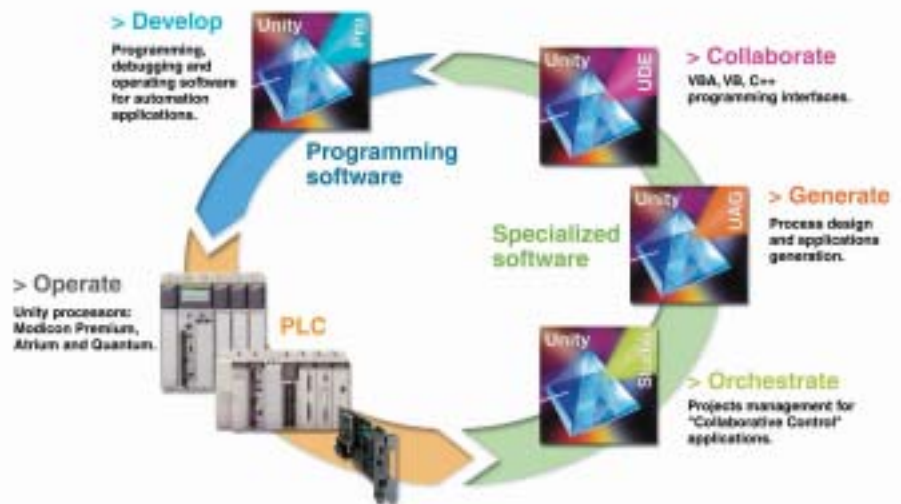 > Develop
Programming,
debugging and
operating software
for automation
applications.
Unity
Pro
Programming
software
Unity
UDE
> Collaborate
VBA, VB, C++
programming interfaces.
Unity
UAG
> Generate
Process design
and applications
generation.
Specialized
software
Unity
Studio
> Orchestrate
Projects management for
"Collaborative Control"
applications.
> Operate
Unity processors:
Modicon Premium,
Atrium and Quantum.
PLC